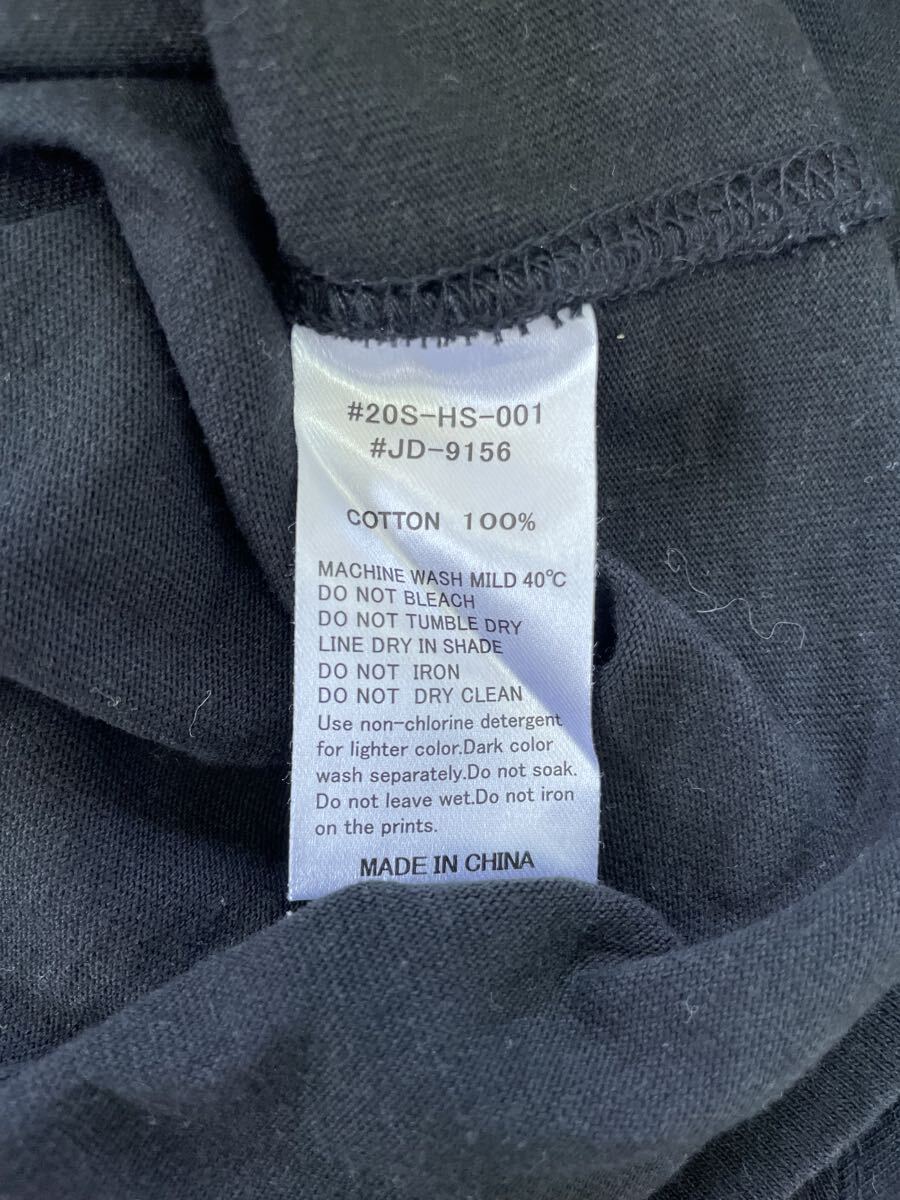 #20S-HS-001
#JD-9156
COTTON 100%
MACHINE WASH MILD 40℃
DO NOT BLEACH
DO NOT TUMBLE DRY
LINE DRY IN SHADE
DO NOT IRON
DO NOT DRY CLEAN
Use non-chlorine detergent
for lighter color.Dark color
wash separately.Do not soak.
Do not leave wet.Do not iron
on the prints.
MADE IN CHINA